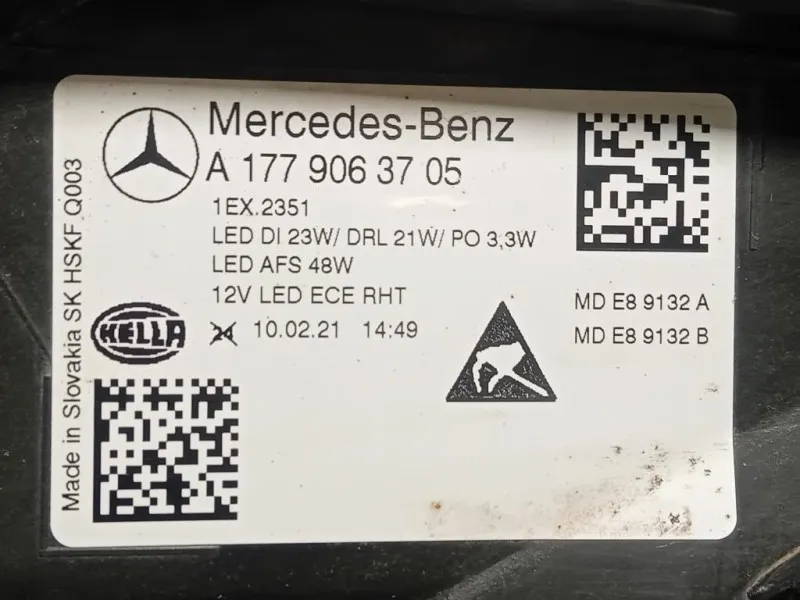 Mercedes-Benz
A 177 906 37 05
1EX.2351
LED DI 23W/ DRL 21W/ PO 3,3W
LED AFS 48W
12V LED ECE RHT
HELLA
24 10.02.21 14:49
MD E8 9132 A
MD E8 9132 B
Made in Slovakia SK HSKF Q003